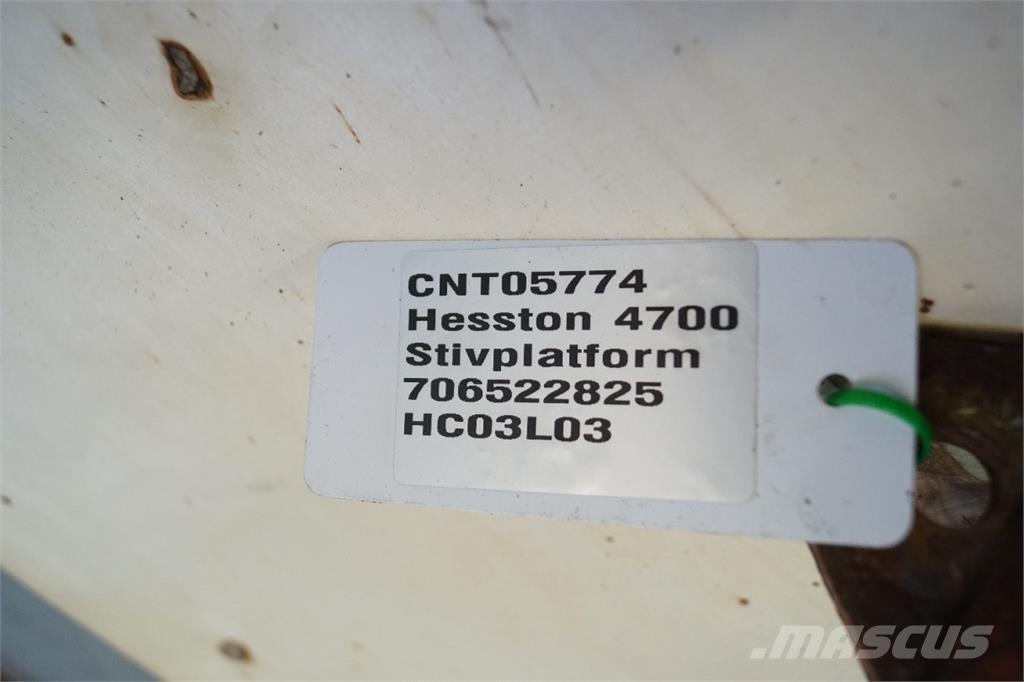 CNT05774
Hesston 4700
Stivplatform
706522825
HC03L03
MASCUS